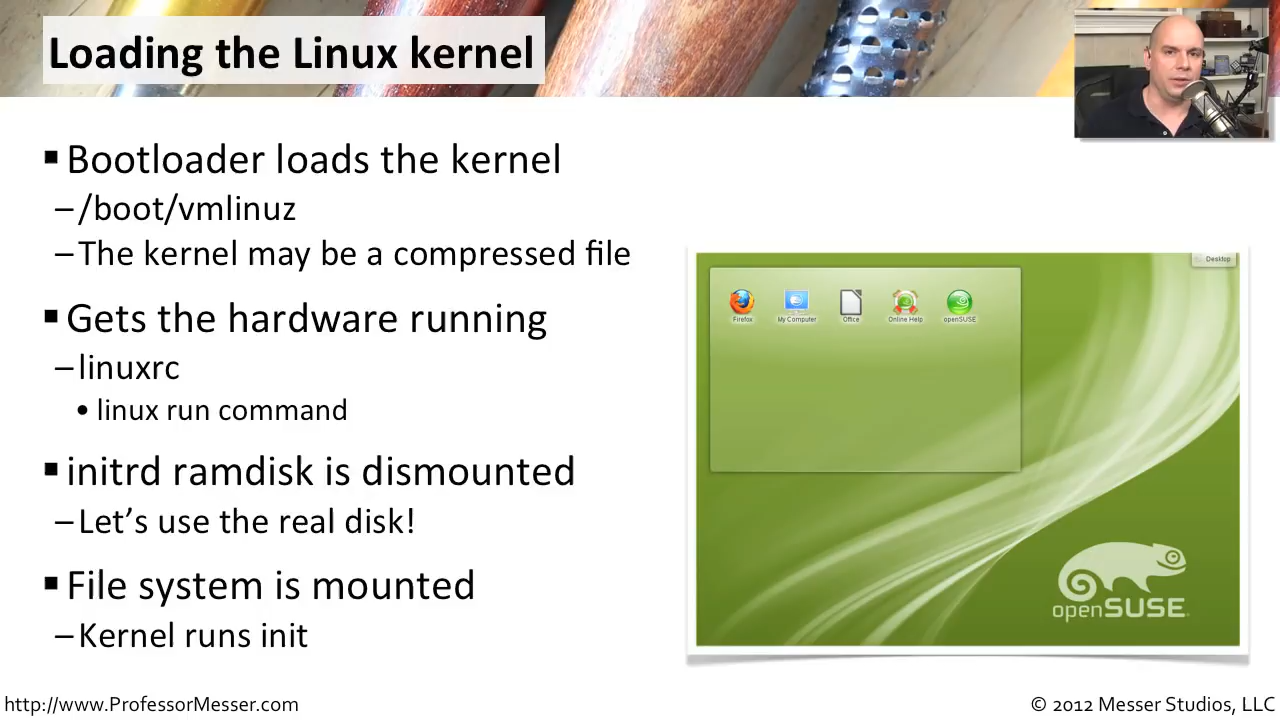 Loading the Linux kernel
▪ Bootloader loads the kernel
– /boot/vmlinuz
– The kernel may be a compressed file
▪ Gets the hardware running
– linuxrc
• linux run command
▪ initrd ramdisk is dismounted
– Let’s use the real disk!
▪ File system is mounted
– Kernel runs init
Desktop
Firefox My Computer Office Online Help openSUSE
openSUSE
http://www.ProfessorMesser.com
© 2012 Messer Studios, LLC